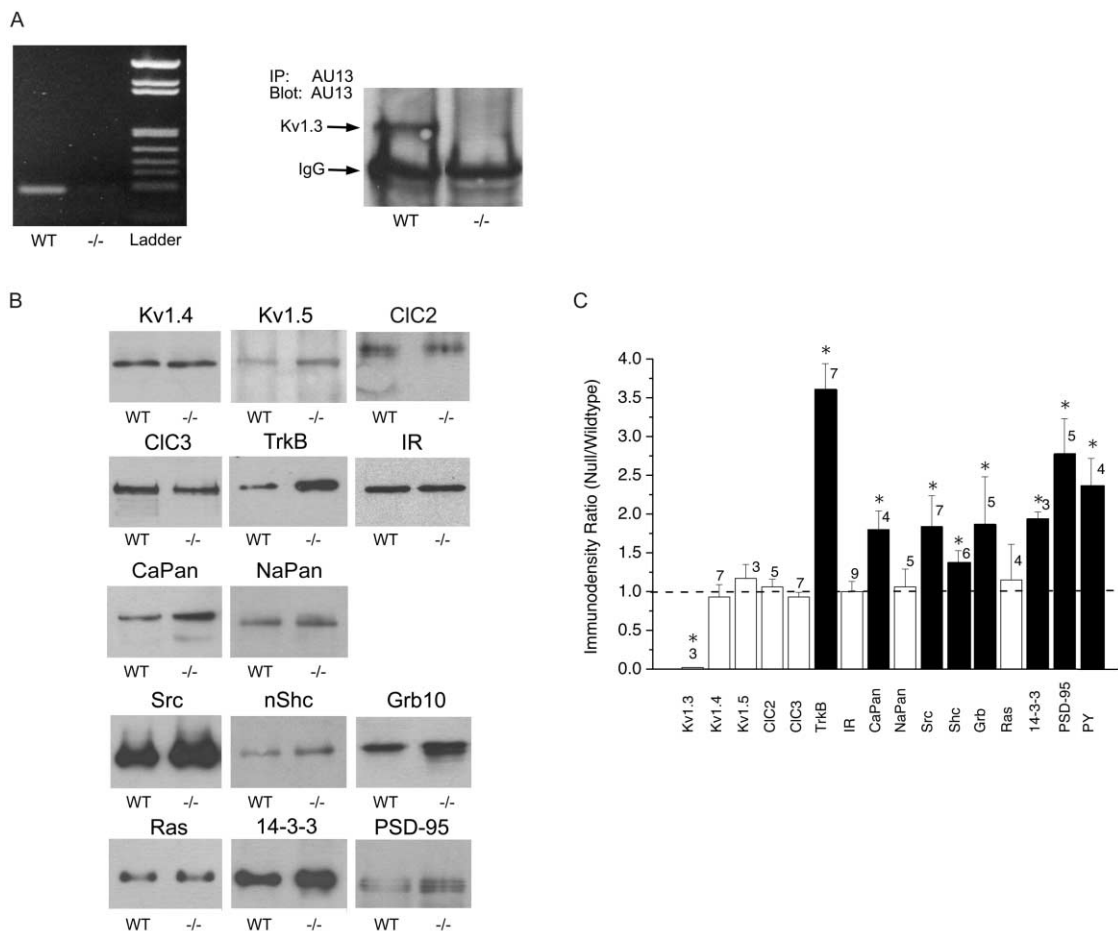 A
IP: AU13
Blot: AU13
Kv1.3
IgG
WT -/- Ladder
WT -/-
B
Kv1.4 Kv1.5 ClC2
WT -/- WT -/- WT -/-
ClC3 TrkB IR
WT -/- WT -/- WT -/-
CaPan NaPan
WT -/- WT -/-
Src nShc Grb10
WT -/- WT -/- WT -/-
Ras 14-3-3 PSD-95
WT -/- WT -/- WT -/-
C
Immunodensity Ratio (Null/Wildtype)
4.0
3.5
3.0
2.5
2.0
1.5
1.0
0.5
0.0
* * * * * * * * *
3 7 3 5 7 7 9 4 5 7 6 5 4 3 5 4
Kv1.3 Kv1.4 Kv1.5 ClC2 ClC3 TrkB IR CaPan NaPan Src Shc Grb Ras 14-3-3 PSD-95 PY